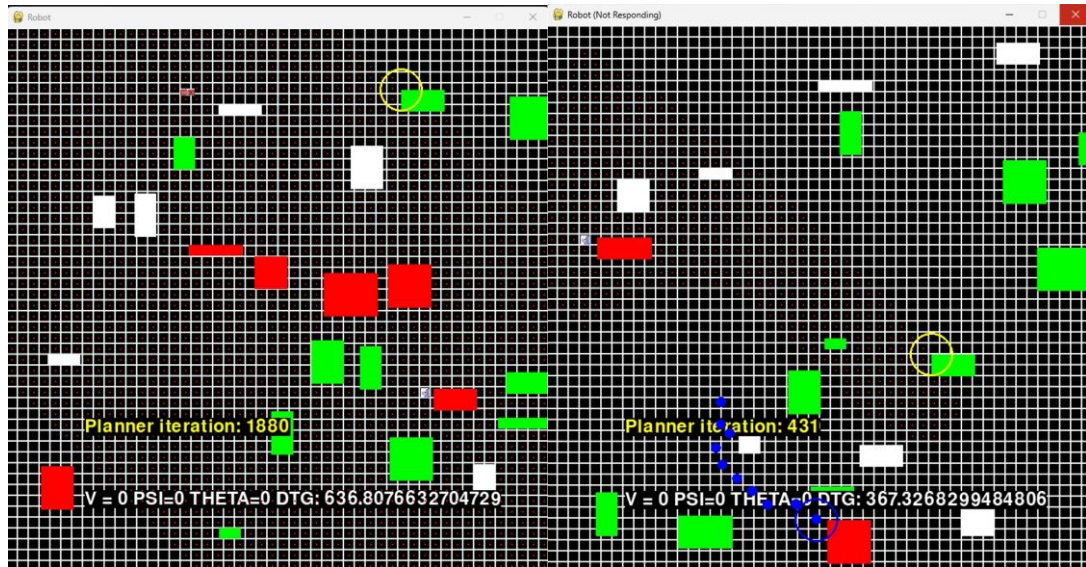 Robot
Planner iteration: 1880
V = 0 PSI=0 THETA=0 DTG: 636.8076632704729
Robot (Not Responding)
Planner iteration: 431
V = 0 PSI=0 THETA=0 DTG: 367.3268299484806